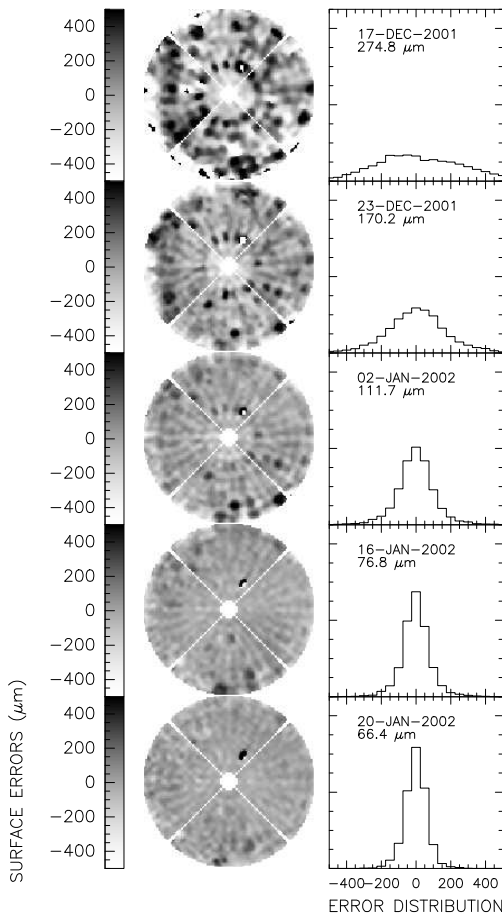 400
200
0
−200
−400
17−DEC−2001
274.8 μm
400
200
0
−200
−400
23−DEC−2001
170.2 μm
400
200
0
−200
−400
02−JAN−2002
111.7 μm
400
200
0
−200
−400
16−JAN−2002
76.8 μm
400
200
0
−200
−400
20−JAN−2002
66.4 μm
SURFACE ERRORS (μm)
−400 −200 0 200 400
ERROR DISTRIBUTION